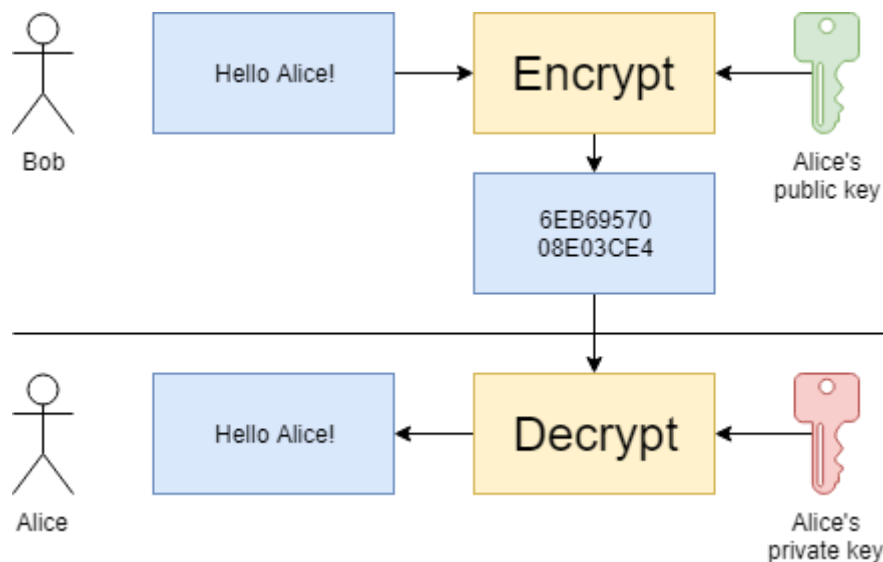 Hello Alice!
Encrypt
Bob
Alice's
public key
6EB69570
08E03CE4
Hello Alice!
Decrypt
Alice
Alice's
private key